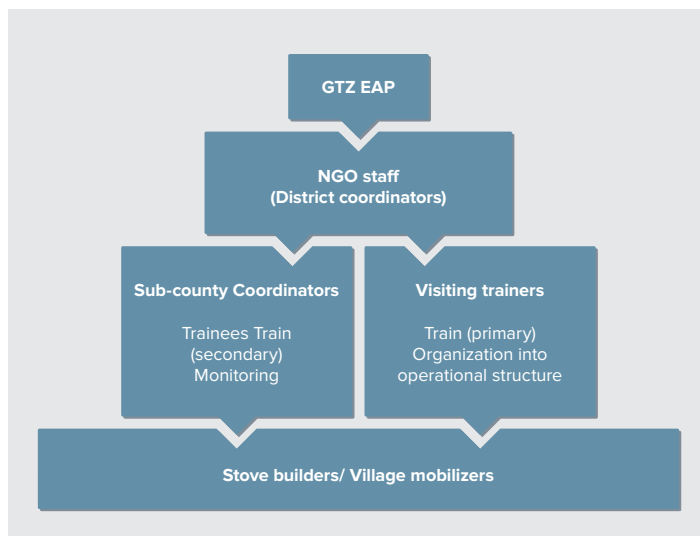 GTZ EAP
NGO staff
(District coordinators)
Sub-county Coordinators
Trainees Train
(secondary)
Monitoring
Visiting trainers
Train (primary)
Organization into
operational structure
Stove builders/ Village mobilizers